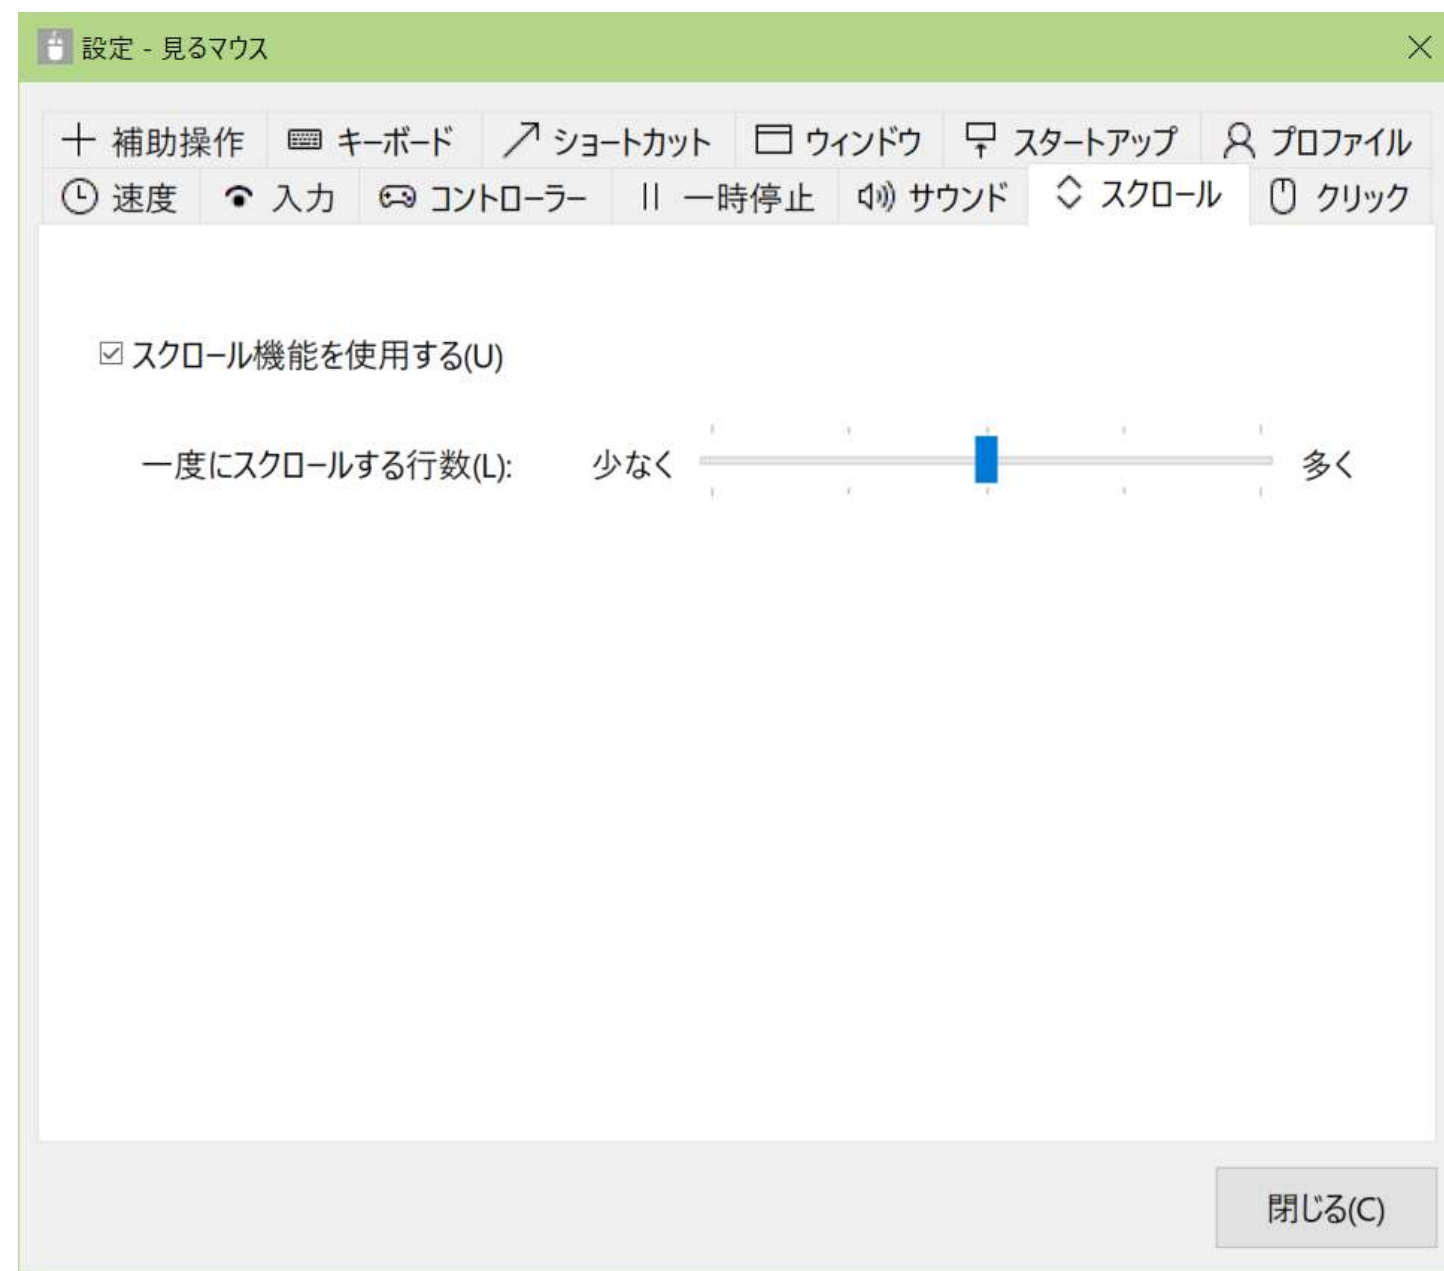 設定 - 見るマウス
補助操作 キーボード ショートカット ウィンドウ スタートアップ プロファイル
速度 入力 コントローラー 一時停止 サウンド スクロール クリック
スクロール機能を使用する(U)
一度にスクロールする行数(L): 少なく 多く
閉じる(C)